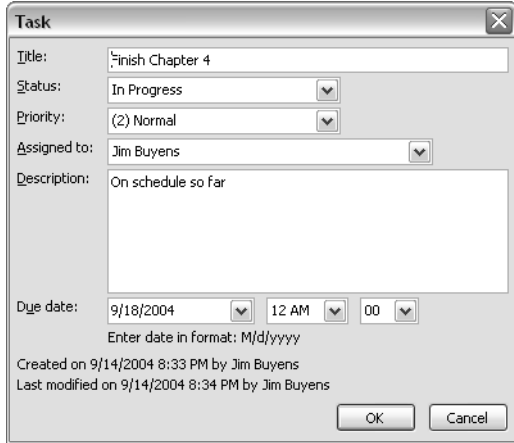 Task
Title: Finish Chapter 4
Status: In Progress
Priority: (2) Normal
Assigned to: Jim Buyens
Description: On schedule so far
Due date: 9/18/2004 12 AM 00
Enter date in format: M/d/yyyy
Created on 9/14/2004 8:33 PM by Jim Buyens
Last modified on 9/14/2004 8:34 PM by Jim Buyens
OK Cancel